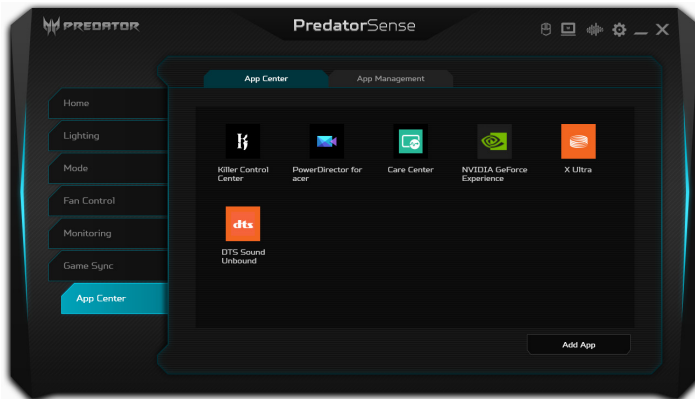 PREDATOR
PredatorSense
App Center
App Management
Home
Lighting
Mode
Fan Control
Monitoring
Game Sync
App Center
Killer Control
Center
PowerDirector for
acer
Care Center
NVIDIA GeForce
Experience
X Ultra
dts
DTS Sound
Unbound
Add App